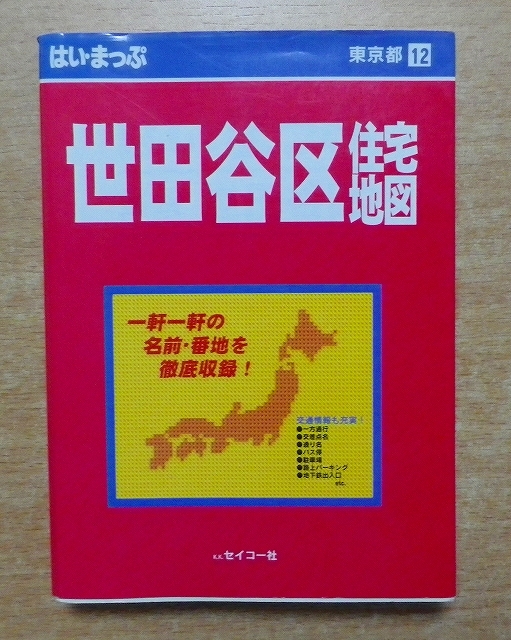 はい・まっぷ
東京都 12
世田谷区 住宅
地図
一軒一軒の
名前・番地を
徹底収録！
交通情報も充実！
●一方通行
●交差点名
●通り名
●バス停
●駐車場
●路上パーキング
●地下鉄出入口
etc.
K.K.セイコー社